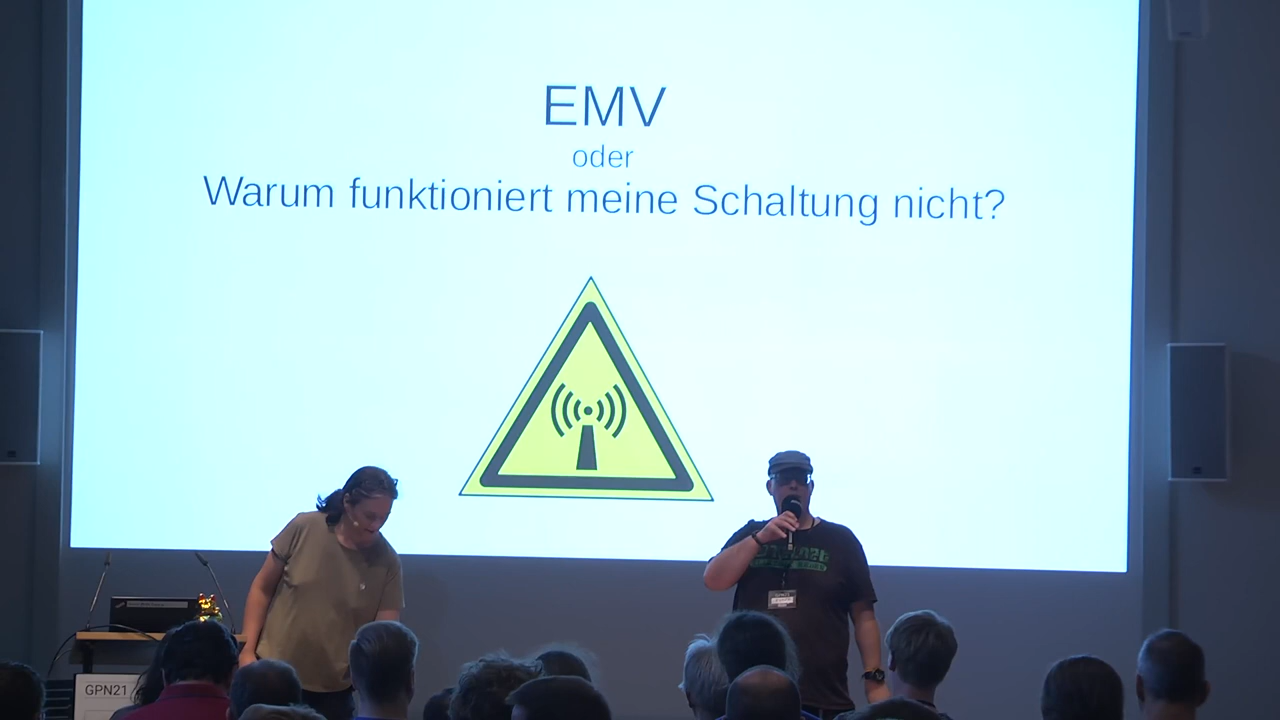 EMV
oder
Warum funktioniert meine Schaltung nicht?
GPN21